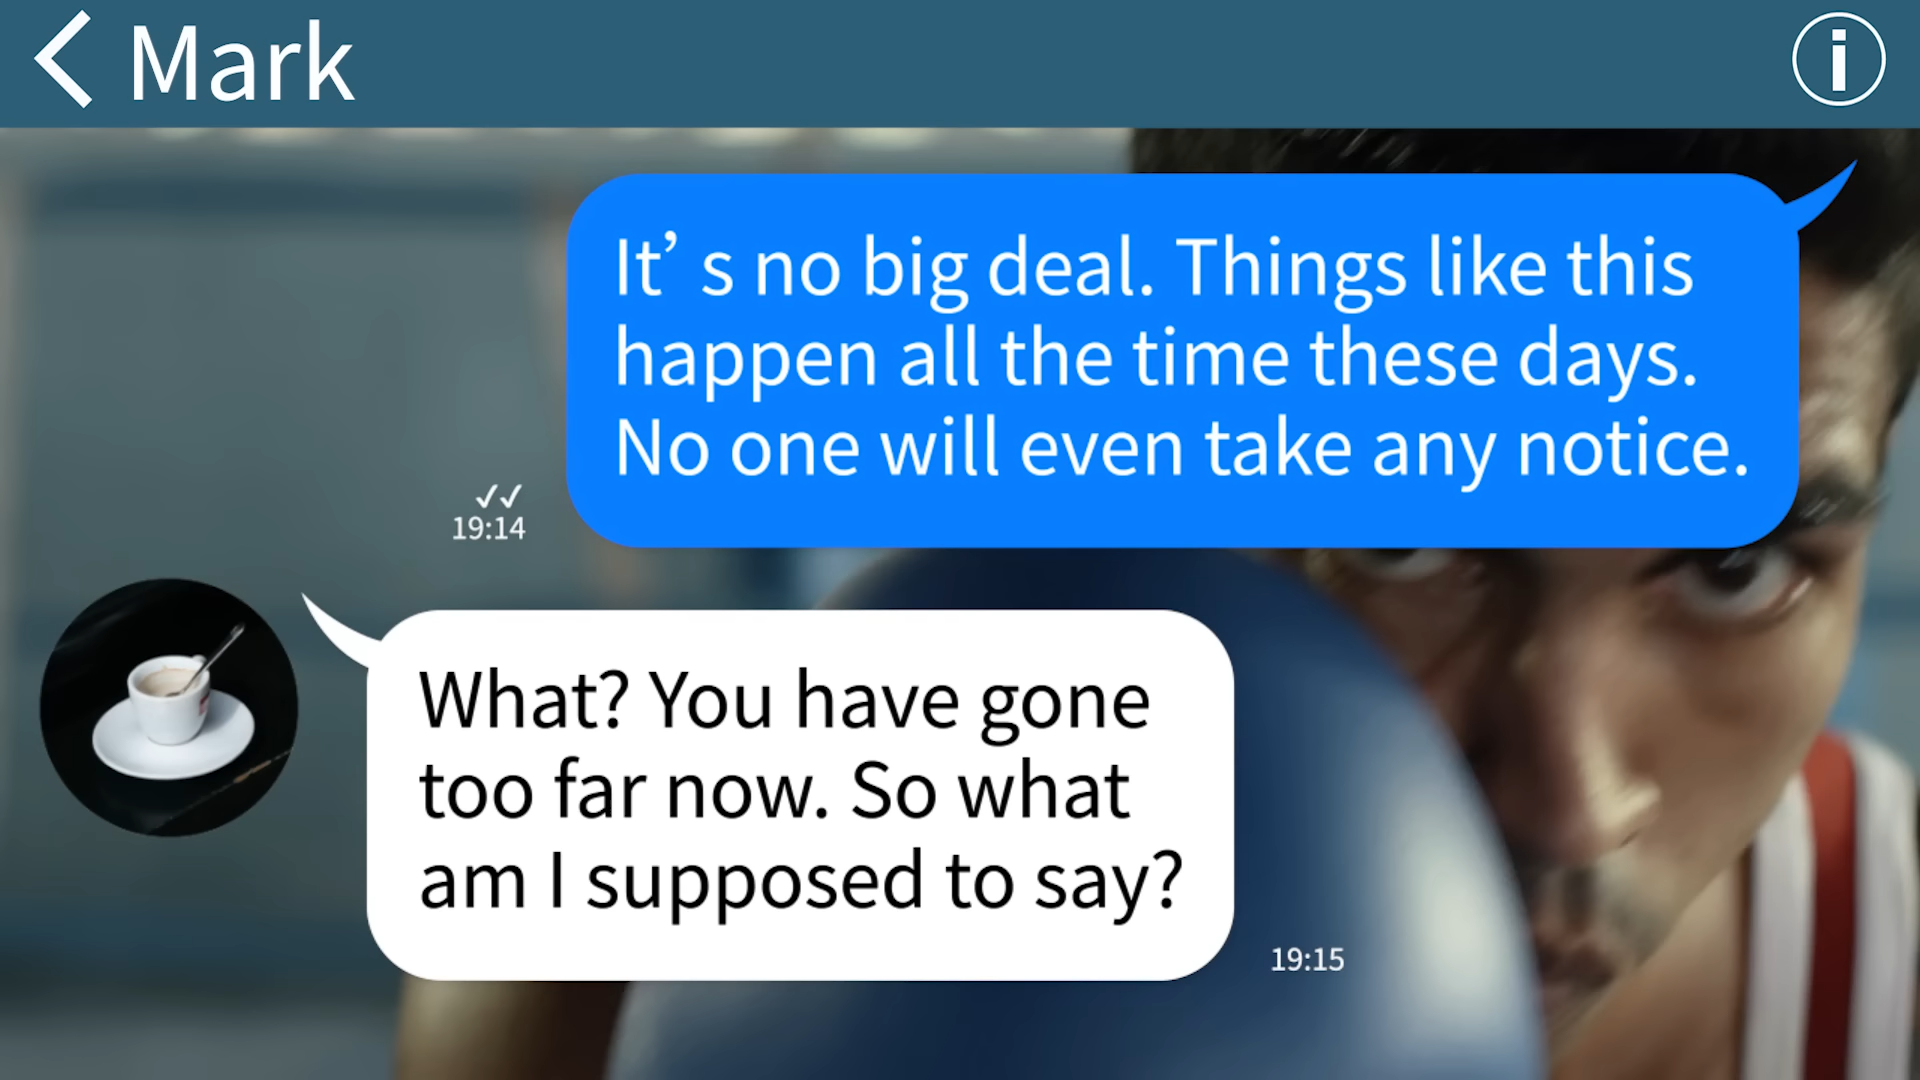 Mark
It’s no big deal. Things like this
happen all the time these days.
No one will even take any notice.
✓✓
19:14
What? You have gone
too far now. So what
am I supposed to say?
19:15